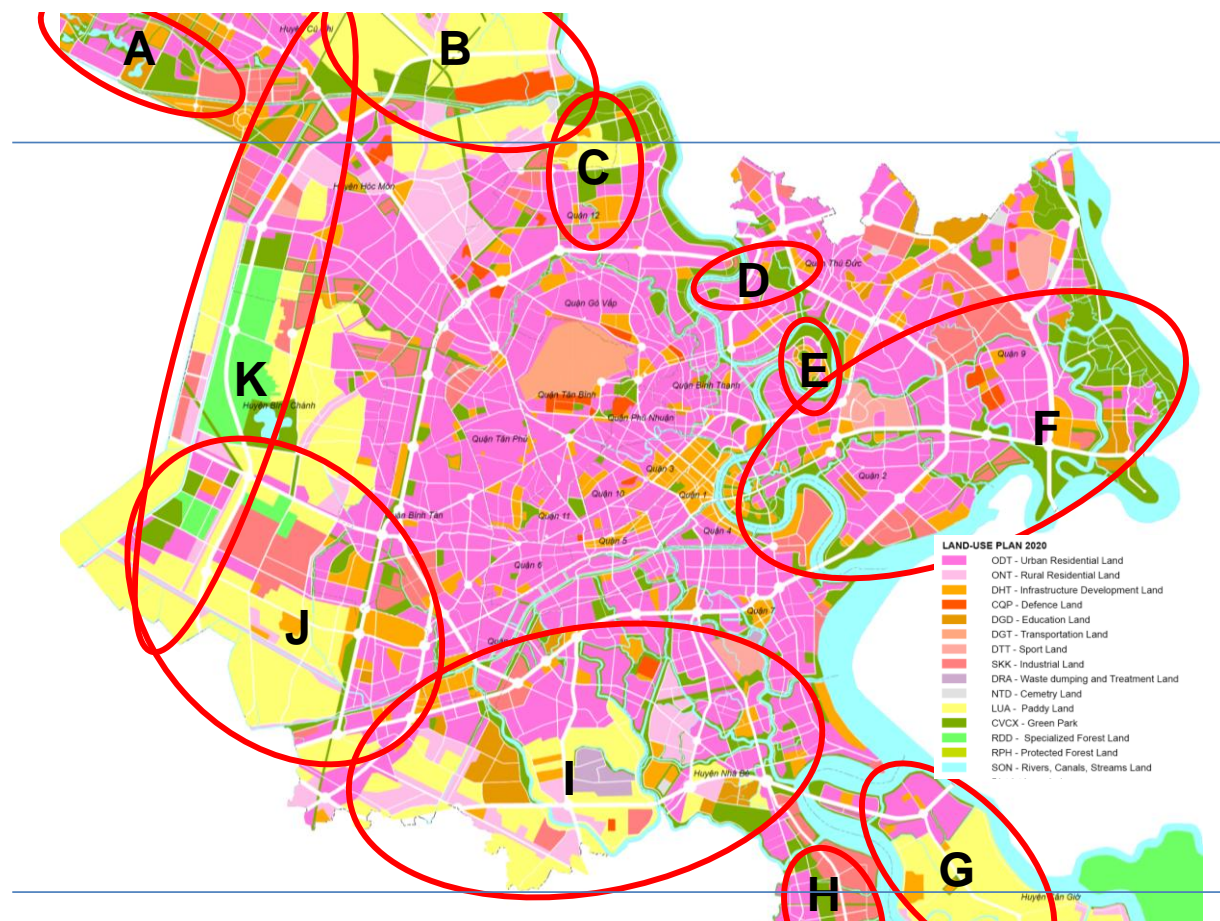 Huyện Củ Chi
A
B
C
Huyện Hóc Môn
Quận 12
D
Quận Thủ Đức
Quận Gò Vấp
E
Quận 9
K
Huyện Bình Chánh
Quận Tân Bình
Quận Bình Thạnh
Quận Phú Nhuận
F
Quận Tân Phú
Quận 3
Quận 2
Quận 10
Quận 1
Quận Bình Tân
Quận 11
Quận 4
Quận 5
Quận 6
LAND-USE PLAN 2020
ODT - Urban Residential Land
ONT - Rural Residential Land
DHT - Infrastructure Development Land
CQP - Defence Land
DGD - Education Land
DGT - Transportation Land
DTT - Sport Land
SKK - Industrial Land
DRA - Waste dumping and Treatment Land
NTD - Cemetry Land
LUA - Paddy Land
CVCX - Green Park
RDD - Specialized Forest Land
RPH - Protected Forest Land
SON - Rivers, Canals, Streams Land
Quận 7
J
Quận
I
Huyện Nhà Bè
G
H
Huyện Cần Giờ